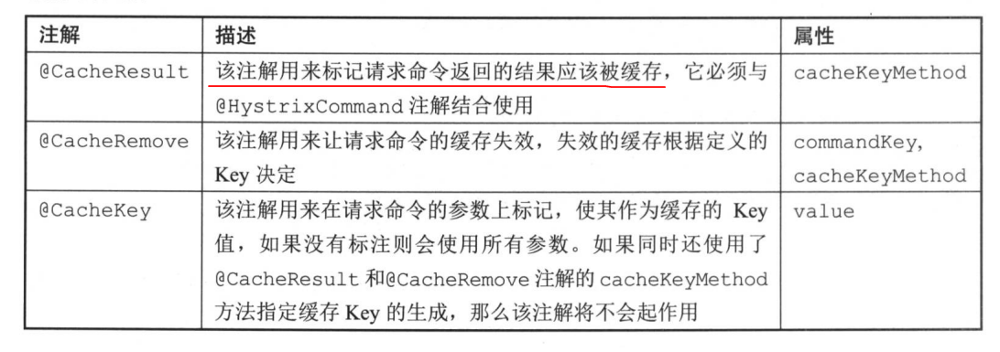 注解 描述 属性
@CacheResult 该注解用来标记请求命令返回的结果应该被缓存，它必须与 cacheKeyMethod
@HystrixCommand 注解结合使用
@CacheRemove 该注解用来让请求命令的缓存失效，失效的缓存根据定义的 commandKey,
Key 决定 cacheKeyMethod
@CacheKey 该注解用来在请求命令的参数上标记，使其作为缓存的 Key value
值，如果没有标注则会使用所有参数。如果同时还使用了
@CacheResult 和@CacheRemove 注解的 cacheKeyMethod
方法指定缓存 Key 的生成，那么该注解将不会起作用